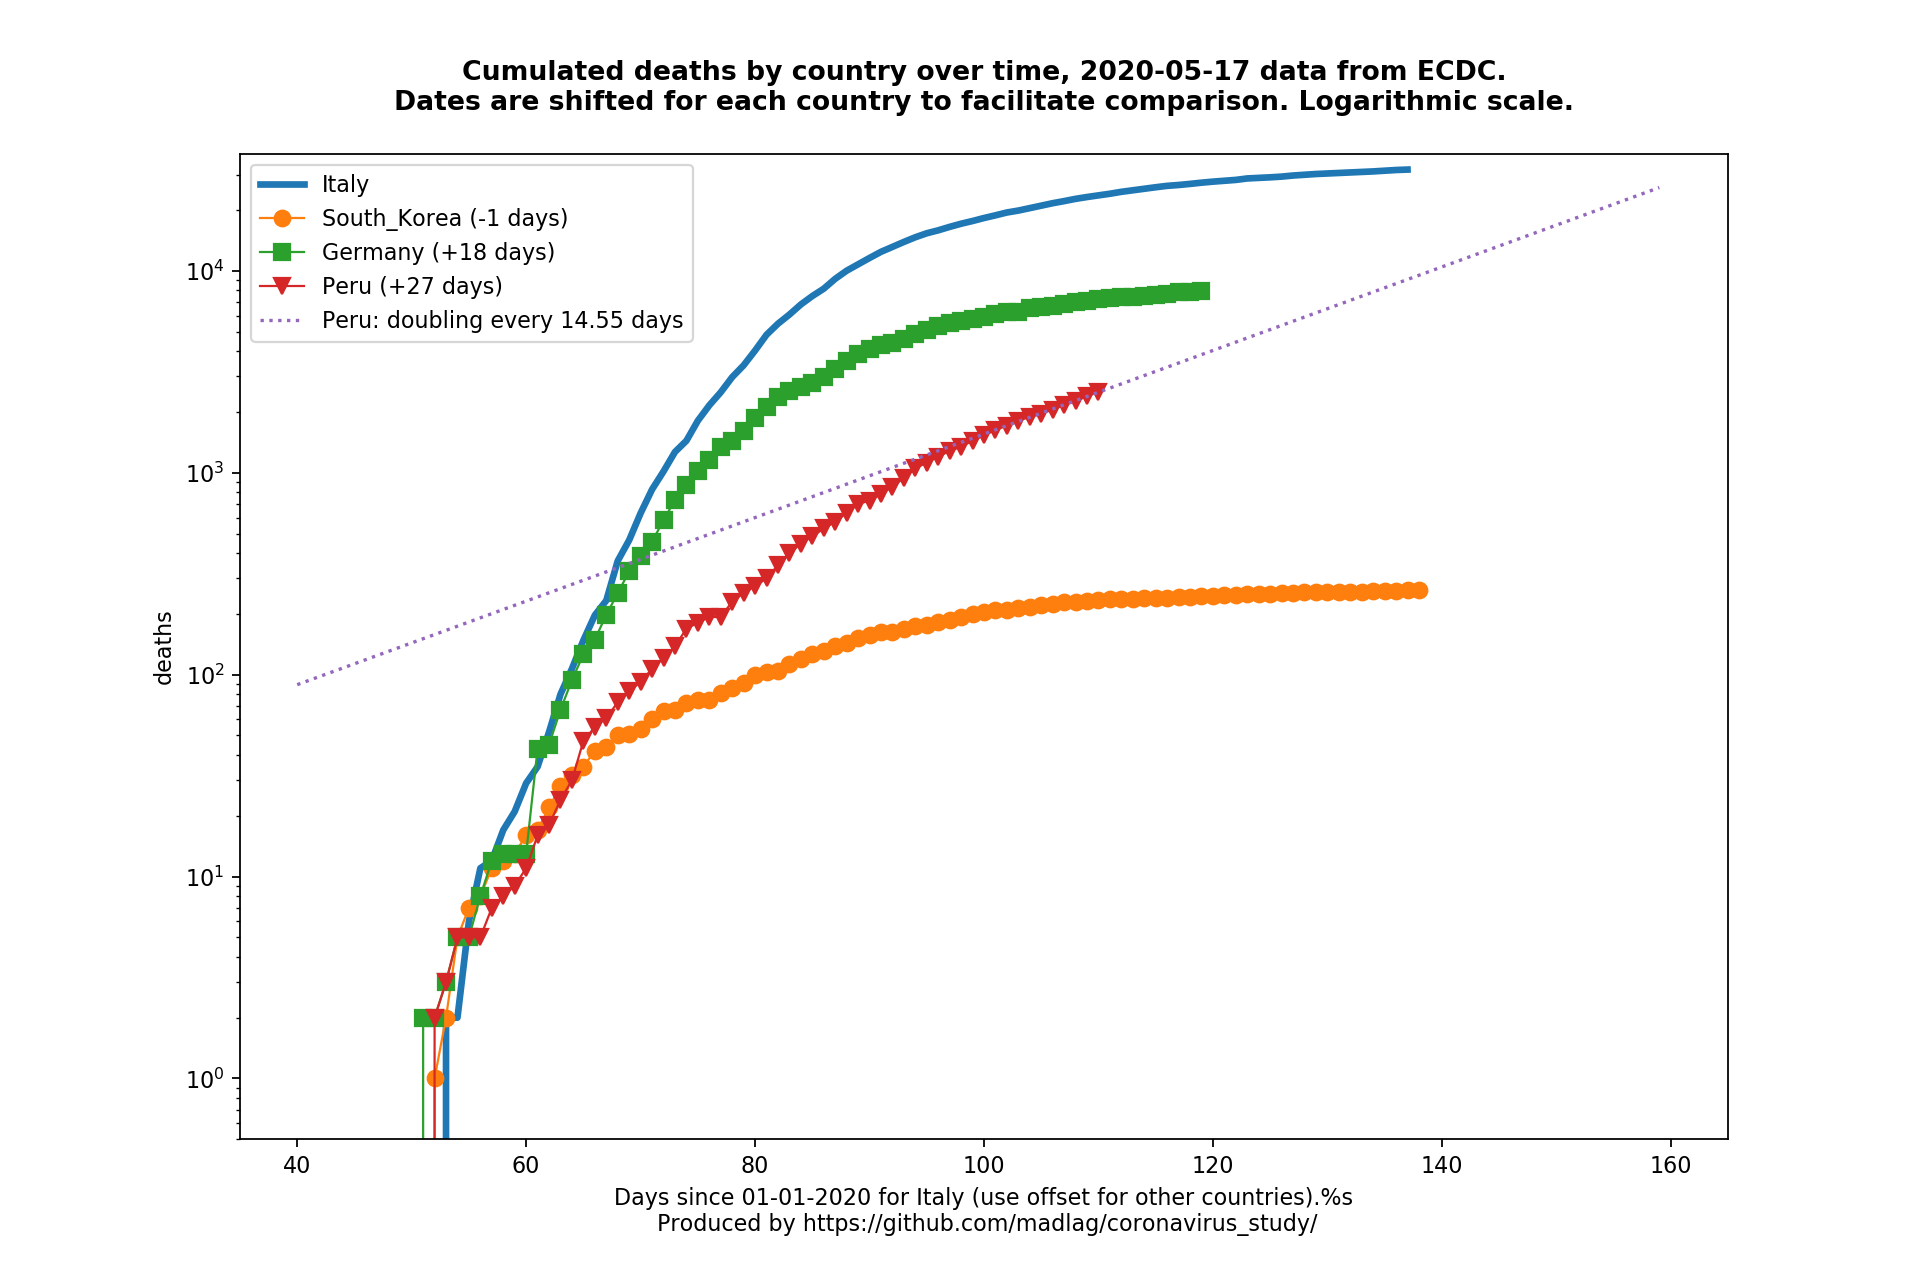 Cumulated deaths by country over time, 2020-05-17 data from ECDC.
Dates are shifted for each country to facilitate comparison. Logarithmic scale.
Italy
South_Korea (-1 days)
Germany (+18 days)
Peru (+27 days)
Peru: doubling every 14.55 days
deaths
10⁴
10³
10²
10¹
10⁰
40 60 80 100 120 140 160
Days since 01-01-2020 for Italy (use offset for other countries).%s
Produced by https://github.com/madlag/coronavirus_study/